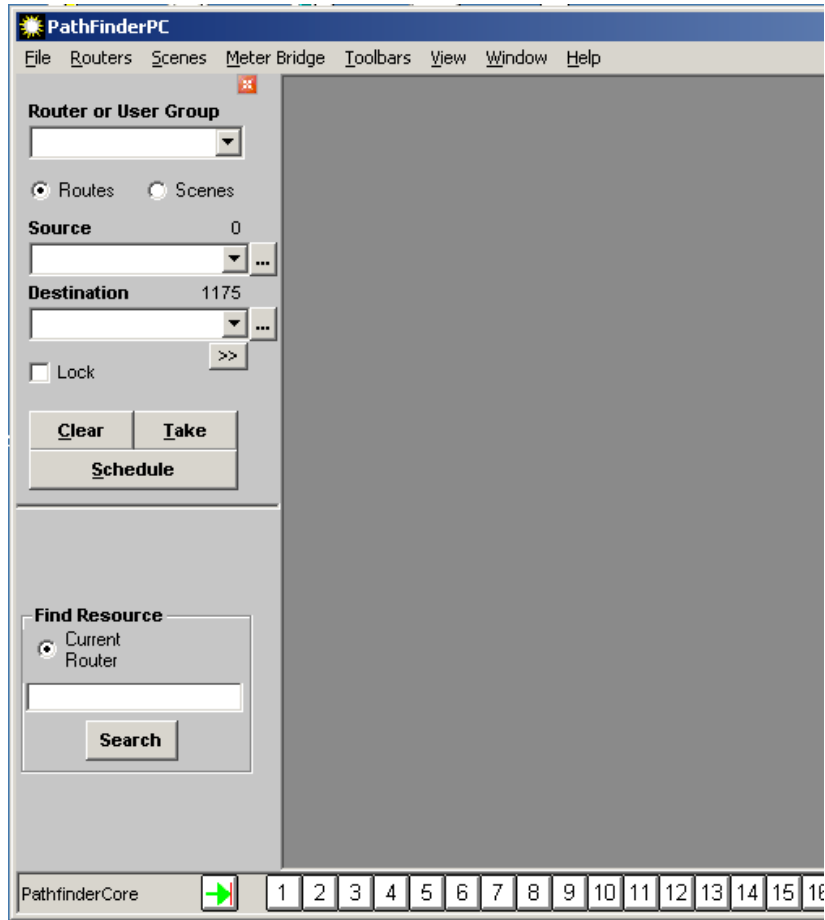 PathFinderPC
File Routers Scenes Meter Bridge Toolbars View Window Help
Router or User Group
Routes Scenes
Source 0
...
Destination 1175
...
>>
Lock
Clear Take
Schedule
Find Resource
Current
Router
Search
PathfinderCore 1 2 3 4 5 6 7 8 9 10 11 12 13 14 15 16